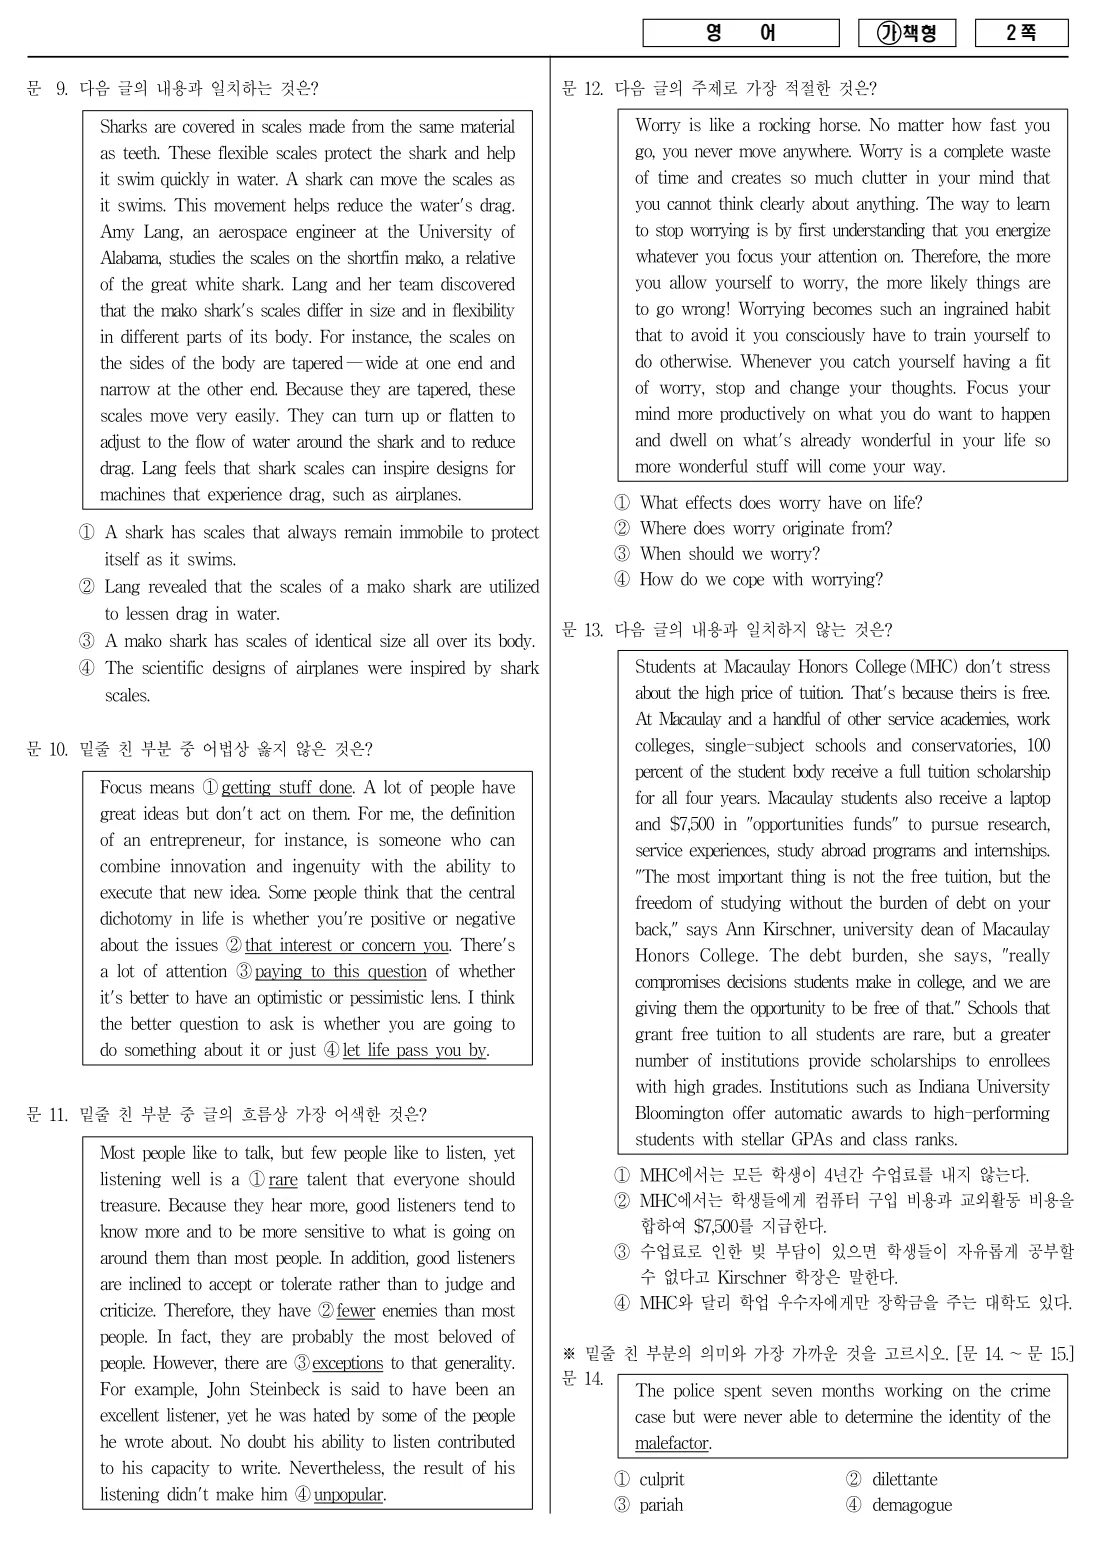 영 어
㉮책형
2쪽
문 9. 다음 글의 내용과 일치하는 것은?
Sharks are covered in scales made from the same material
as teeth. These flexible scales protect the shark and help
it swim quickly in water. A shark can move the scales as
it swims. This movement helps reduce the water's drag.
Amy Lang, an aerospace engineer at the University of
Alabama, studies the scales on the shortfin mako, a relative
of the great white shark. Lang and her team discovered
that the mako shark's scales differ in size and in flexibility
in different parts of its body. For instance, the scales on
the sides of the body are tapered—wide at one end and
narrow at the other end. Because they are tapered, these
scales move very easily. They can turn up or flatten to
adjust to the flow of water around the shark and to reduce
drag. Lang feels that shark scales can inspire designs for
machines that experience drag, such as airplanes.
① A shark has scales that always remain immobile to protect
itself as it swims.
② Lang revealed that the scales of a mako shark are utilized
to lessen drag in water.
③ A mako shark has scales of identical size all over its body.
④ The scientific designs of airplanes were inspired by shark
scales.
문 10. 밑줄 친 부분 중 어법상 옳지 않은 것은?
Focus means ① getting stuff done. A lot of people have
great ideas but don't act on them. For me, the definition
of an entrepreneur, for instance, is someone who can
combine innovation and ingenuity with the ability to
execute that new idea. Some people think that the central
dichotomy in life is whether you're positive or negative
about the issues ② that interest or concern you. There's
a lot of attention ③ paying to this question of whether
it's better to have an optimistic or pessimistic lens. I think
the better question to ask is whether you are going to
do something about it or just ④ let life pass you by.
문 11. 밑줄 친 부분 중 글의 흐름상 가장 어색한 것은?
Most people like to talk, but few people like to listen, yet
listening well is a ① rare talent that everyone should
treasure. Because they hear more, good listeners tend to
know more and to be more sensitive to what is going on
around them than most people. In addition, good listeners
are inclined to accept or tolerate rather than to judge and
criticize. Therefore, they have ② fewer enemies than most
people. In fact, they are probably the most beloved of
people. However, there are ③ exceptions to that generality.
For example, John Steinbeck is said to have been an
excellent listener, yet he was hated by some of the people
he wrote about. No doubt his ability to listen contributed
to his capacity to write. Nevertheless, the result of his
listening didn't make him ④ unpopular.
문 12. 다음 글의 주제로 가장 적절한 것은?
Worry is like a rocking horse. No matter how fast you
go, you never move anywhere. Worry is a complete waste
of time and creates so much clutter in your mind that
you cannot think clearly about anything. The way to learn
to stop worrying is by first understanding that you energize
whatever you focus your attention on. Therefore, the more
you allow yourself to worry, the more likely things are
to go wrong! Worrying becomes such an ingrained habit
that to avoid it you consciously have to train yourself to
do otherwise. Whenever you catch yourself having a fit
of worry, stop and change your thoughts. Focus your
mind more productively on what you do want to happen
and dwell on what's already wonderful in your life so
more wonderful stuff will come your way.
① What effects does worry have on life?
② Where does worry originate from?
③ When should we worry?
④ How do we cope with worrying?
문 13. 다음 글의 내용과 일치하지 않는 것은?
Students at Macaulay Honors College (MHC) don't stress
about the high price of tuition. That's because theirs is free.
At Macaulay and a handful of other service academies, work
colleges, single-subject schools and conservatories, 100
percent of the student body receive a full tuition scholarship
for all four years. Macaulay students also receive a laptop
and $7,500 in "opportunities funds" to pursue research,
service experiences, study abroad programs and internships.
"The most important thing is not the free tuition, but the
freedom of studying without the burden of debt on your
back," says Ann Kirschner, university dean of Macaulay
Honors College. The debt burden, she says, "really
compromises decisions students make in college, and we are
giving them the opportunity to be free of that." Schools that
grant free tuition to all students are rare, but a greater
number of institutions provide scholarships to enrollees
with high grades. Institutions such as Indiana University
Bloomington offer automatic awards to high-performing
students with stellar GPAs and class ranks.
① MHC에서는 모든 학생이 4년간 수업료를 내지 않는다.
② MHC에서는 학생들에게 컴퓨터 구입 비용과 교외활동 비용을
합하여 $7,500를 지급한다.
③ 수업료로 인한 빚 부담이 있으면 학생들이 자유롭게 공부할
수 없다고 Kirschner 학장은 말한다.
④ MHC와 달리 학업 우수자에게만 장학금을 주는 대학도 있다.
※ 밑줄 친 부분의 의미와 가장 가까운 것을 고르시오. [문 14. ~ 문 15.]
문 14.
The police spent seven months working on the crime
case but were never able to determine the identity of the
malefactor.
① culprit ② dilettante
③ pariah ④ demagogue